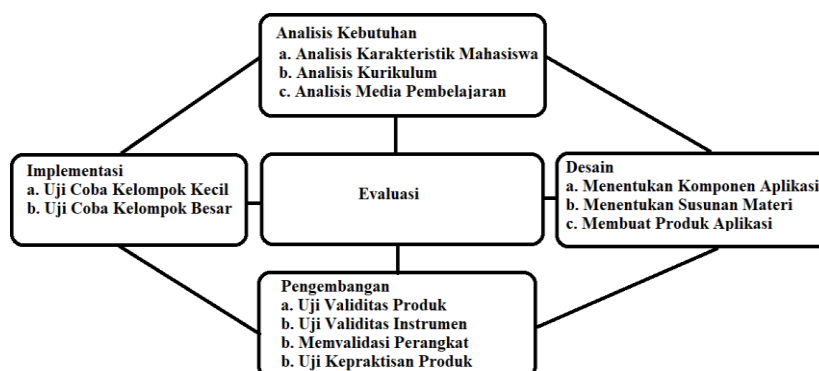 Analisis Kebutuhan
a. Analisis Karakteristik Mahasiswa
b. Analisis Kurikulum
c. Analisis Media Pembelajaran
Implementasi
a. Uji Coba Kelompok Kecil
b. Uji Coba Kelompok Besar
Evaluasi
Desain
a. Menentukan Komponen Aplikasi
b. Menentukan Susunan Materi
c. Membuat Produk Aplikasi
Pengembangan
a. Uji Validitas Produk
b. Uji Validitas Instrumen
b. Memvalidasi Perangkat
b. Uji Kepraktisan Produk